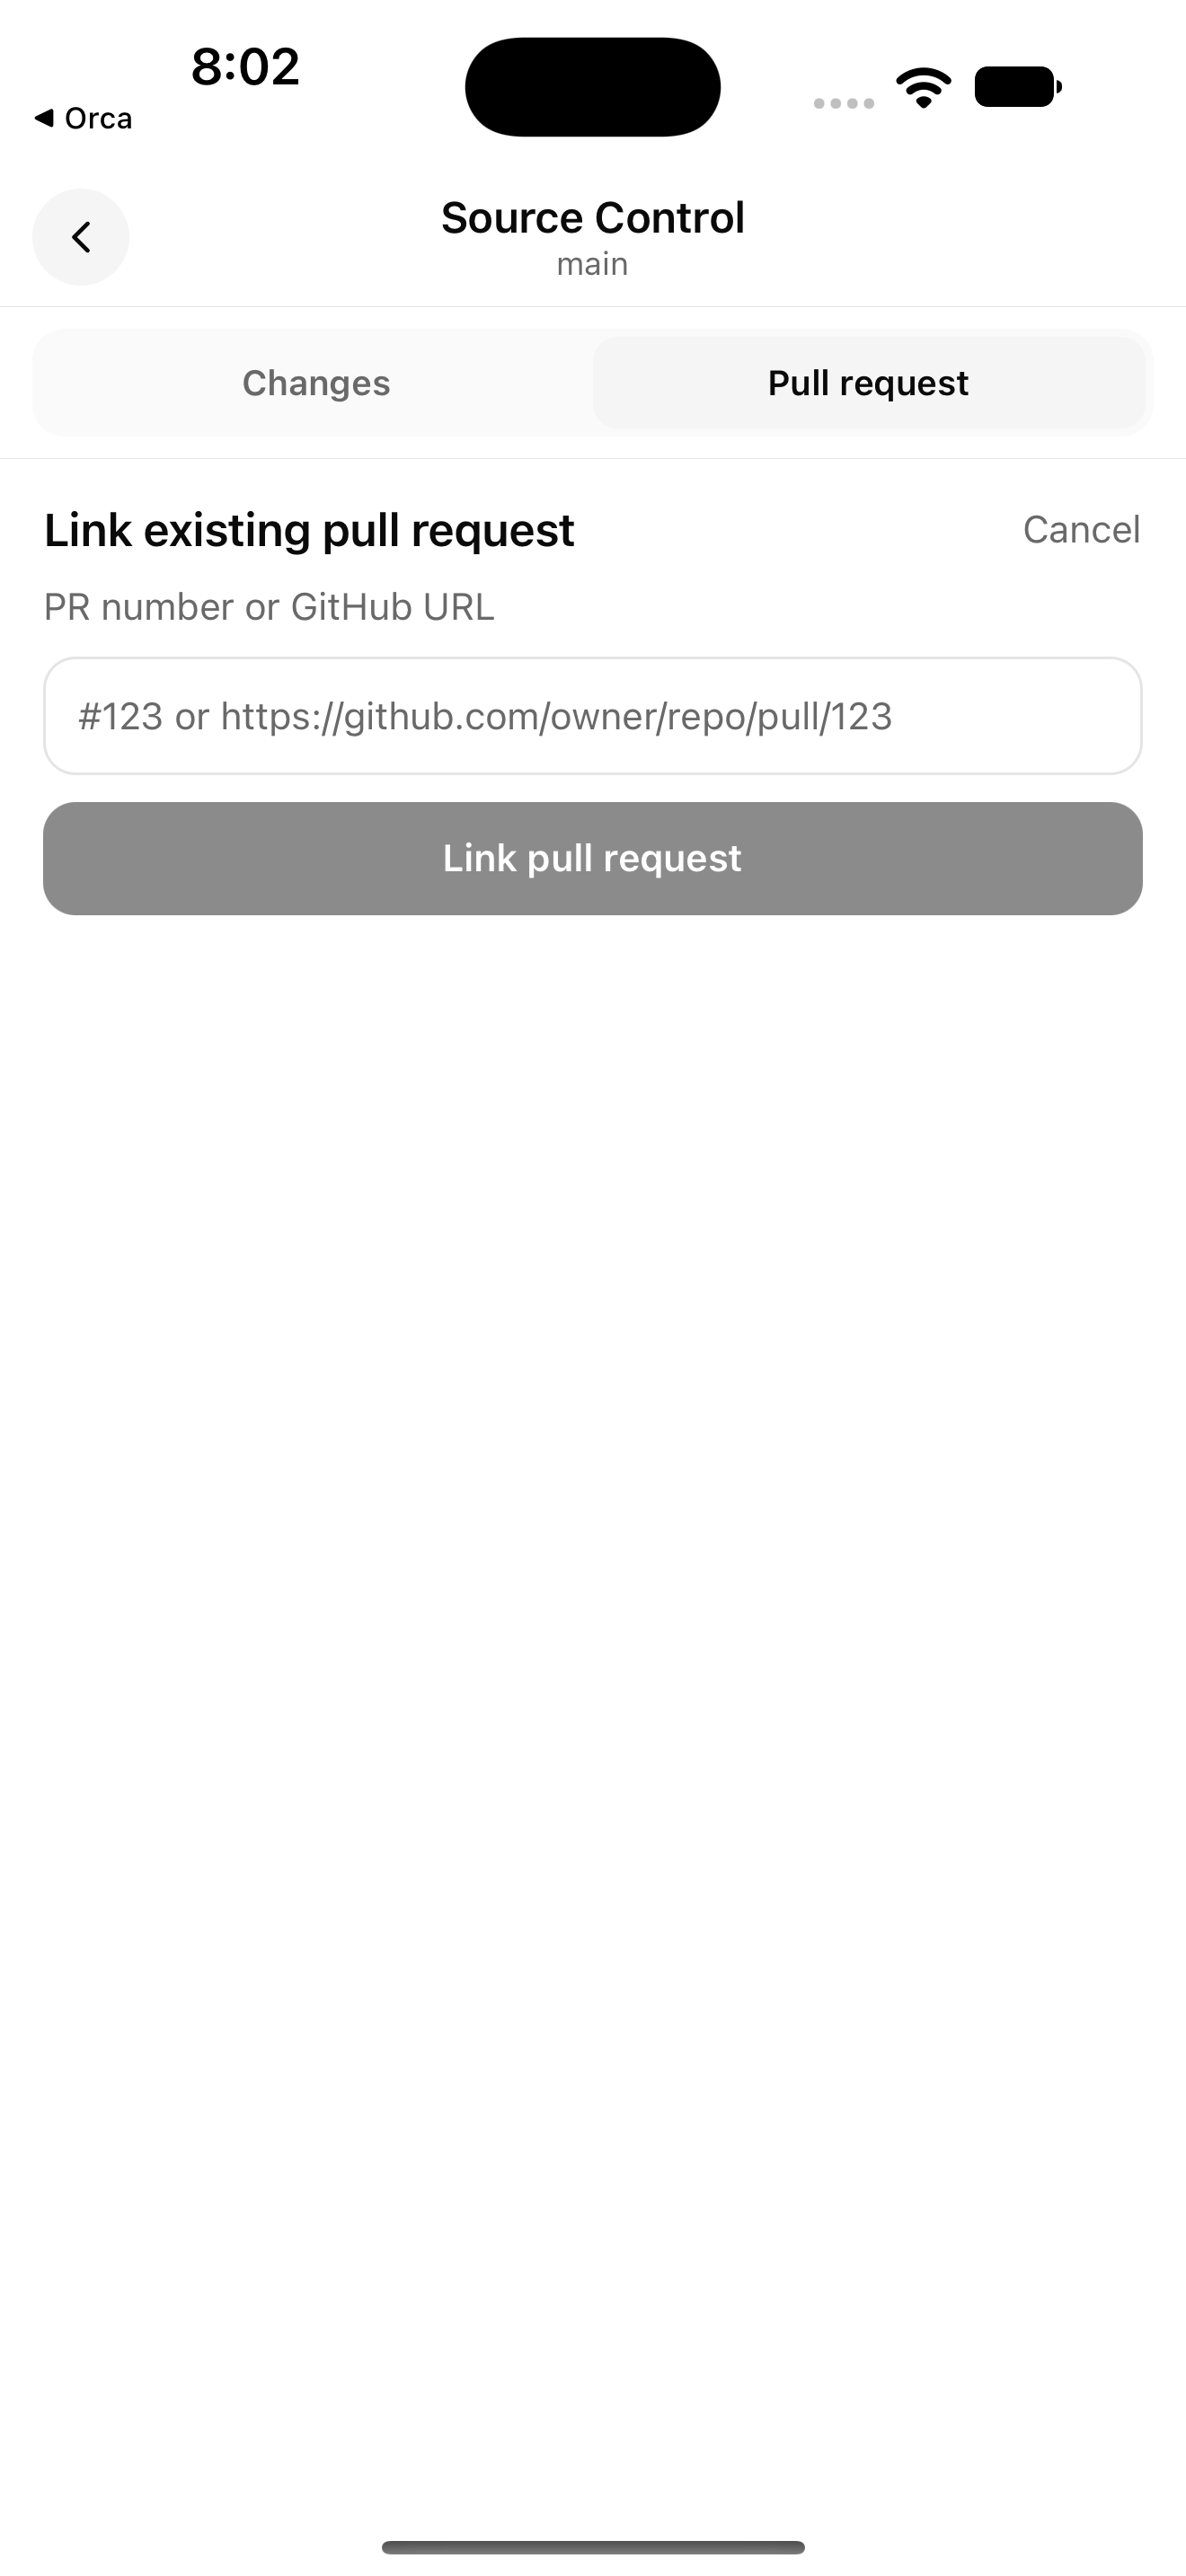 8:02
◀ Orca
Source Control
main
Changes
Pull request
Link existing pull request
Cancel
PR number or GitHub URL
#123 or https://github.com/owner/repo/pull/123
Link pull request